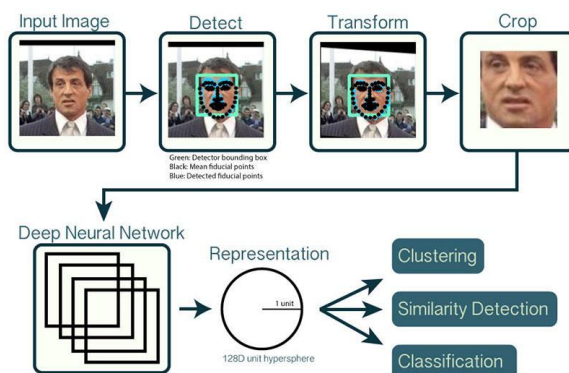 Input Image
Detect
Transform
Crop
Green: Detector bounding box
Black: Mean fiducial points
Blue: Detected fiducial points
Deep Neural Network
Representation
1 unit
128D unit hypersphere
Clustering
Similarity Detection
Classification